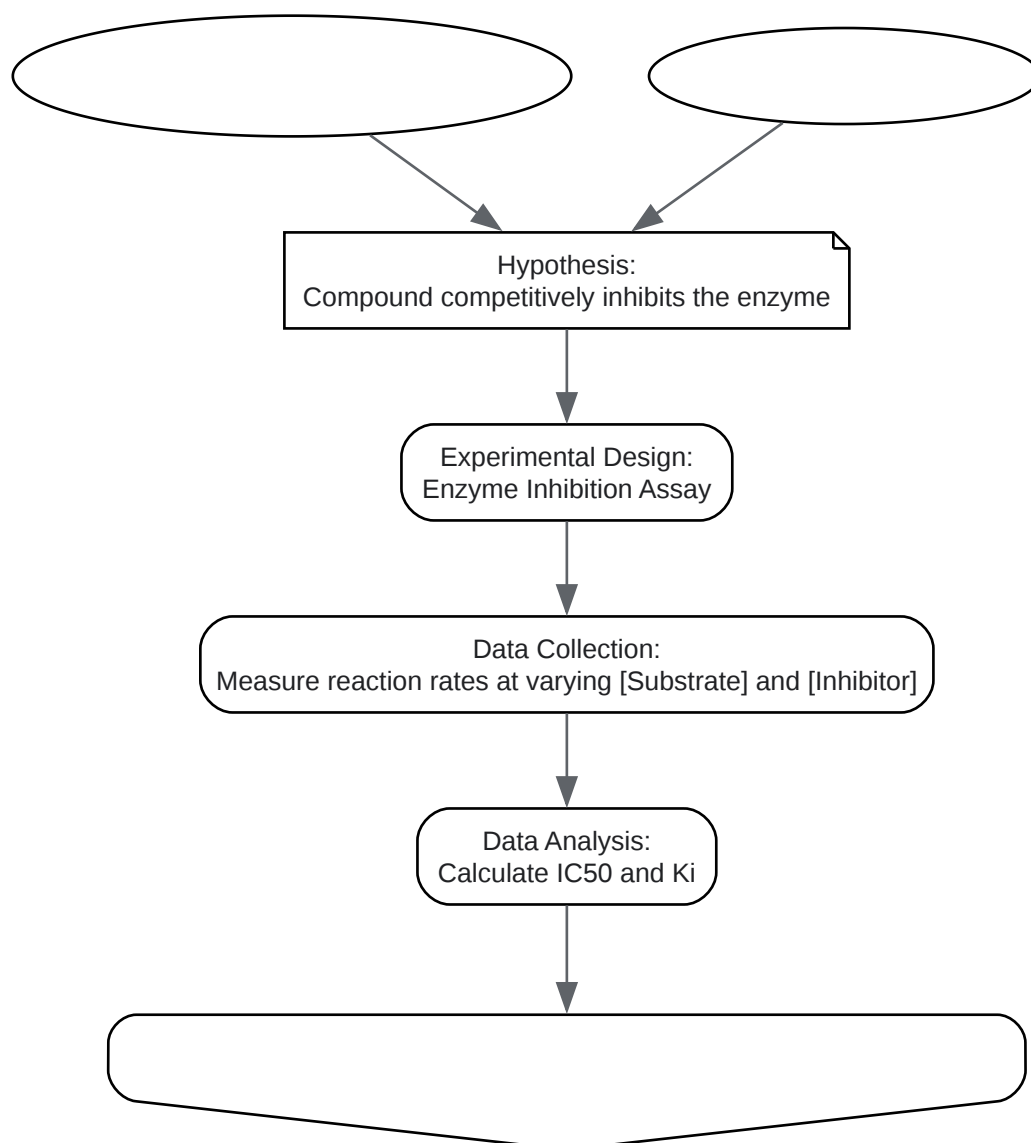 Hypothesis:
Compound competitively inhibits the enzyme
Experimental Design:
Enzyme Inhibition Assay
Data Collection:
Measure reaction rates at varying [Substrate] and [Inhibitor]
Data Analysis:
Calculate IC50 and Ki